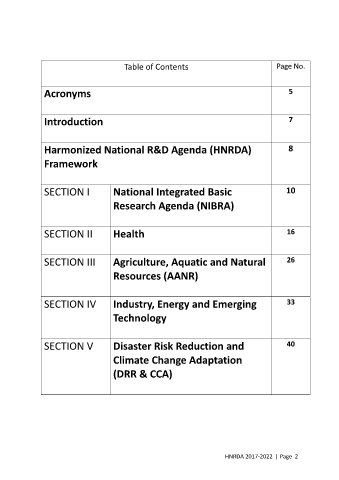 Table of Contents Page No.
Acronyms 5
Introduction 7
Harmonized National R&D Agenda (HNRDA) 8
Framework
SECTION I National Integrated Basic 10
Research Agenda (NIBRA)
SECTION II Health 16
SECTION III Agriculture, Aquatic and Natural 26
Resources (AANR)
SECTION IV Industry, Energy and Emerging 33
Technology
SECTION V Disaster Risk Reduction and 40
Climate Change Adaptation
(DRR & CCA)
HNRDA 2017-2022 | Page 2